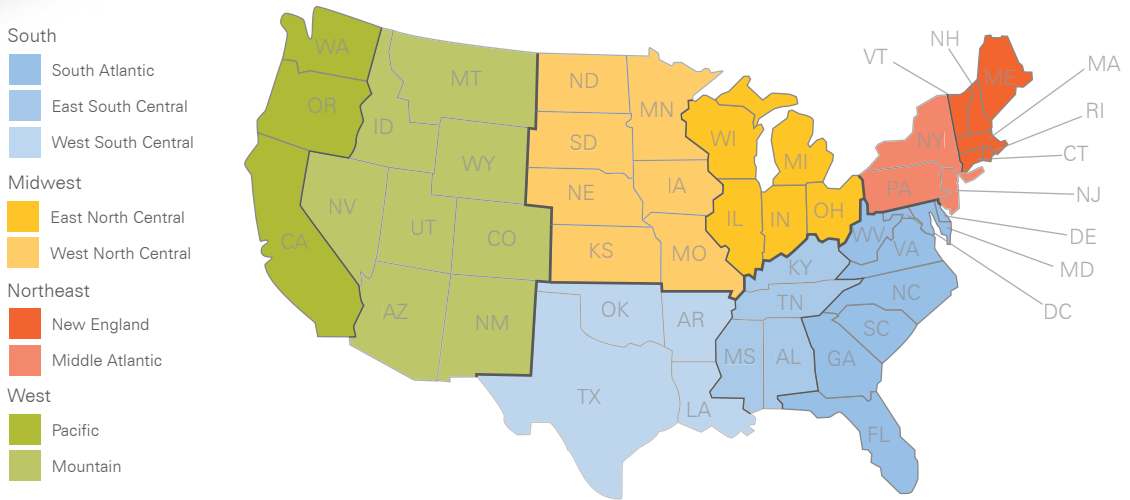 South
South Atlantic
East South Central
West South Central
Midwest
East North Central
West North Central
Northeast
New England
Middle Atlantic
West
Pacific
Mountain
WA
OR
CA
ID
NV
MT
WY
UT
CO
AZ
NM
ND
SD
NE
KS
MN
IA
MO
WI
MI
IL
IN
OH
OK
TX
AR
LA
KY
TN
MS
AL
WV
VA
NC
SC
GA
FL
NY
PA
ME
VT
NH
MA
RI
CT
NJ
DE
MD
DC